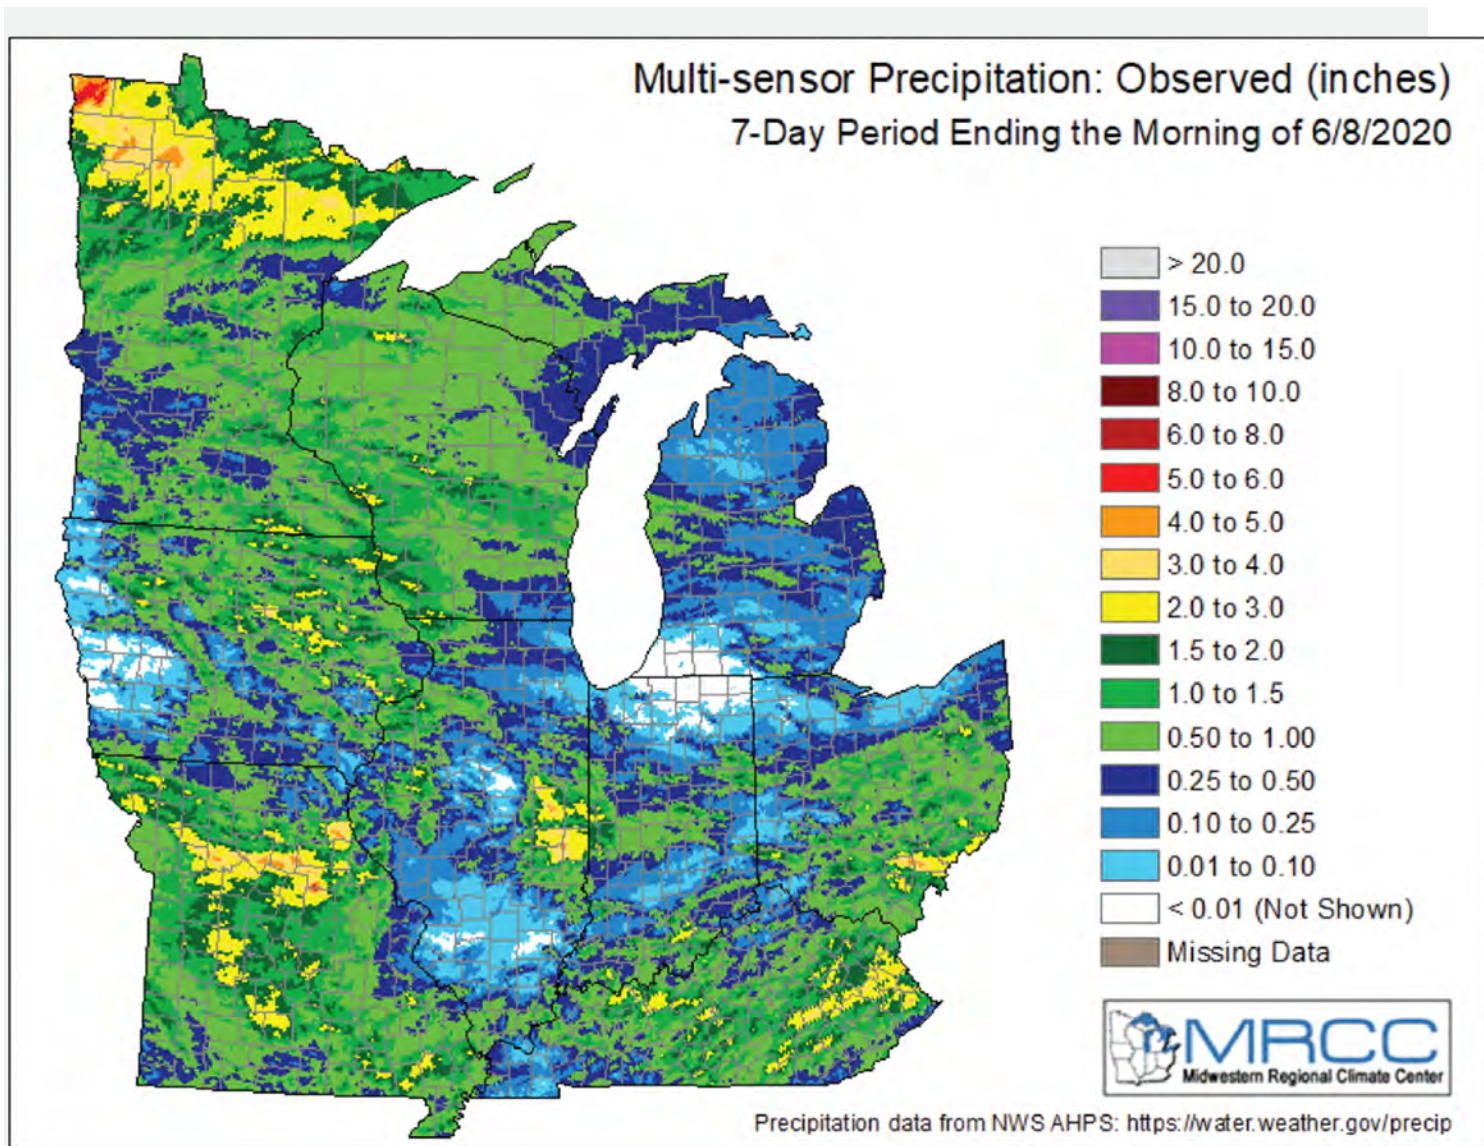 Multi-sensor Precipitation: Observed (inches)
7-Day Period Ending the Morning of 6/8/2020
> 20.0
15.0 to 20.0
10.0 to 15.0
8.0 to 10.0
6.0 to 8.0
5.0 to 6.0
4.0 to 5.0
3.0 to 4.0
2.0 to 3.0
1.5 to 2.0
1.0 to 1.5
0.50 to 1.00
0.25 to 0.50
0.10 to 0.25
0.01 to 0.10
< 0.01 (Not Shown)
Missing Data
MRCC
Midwestern Regional Climate Center
Precipitation data from NWS AHPS: https://water.weather.gov/precip